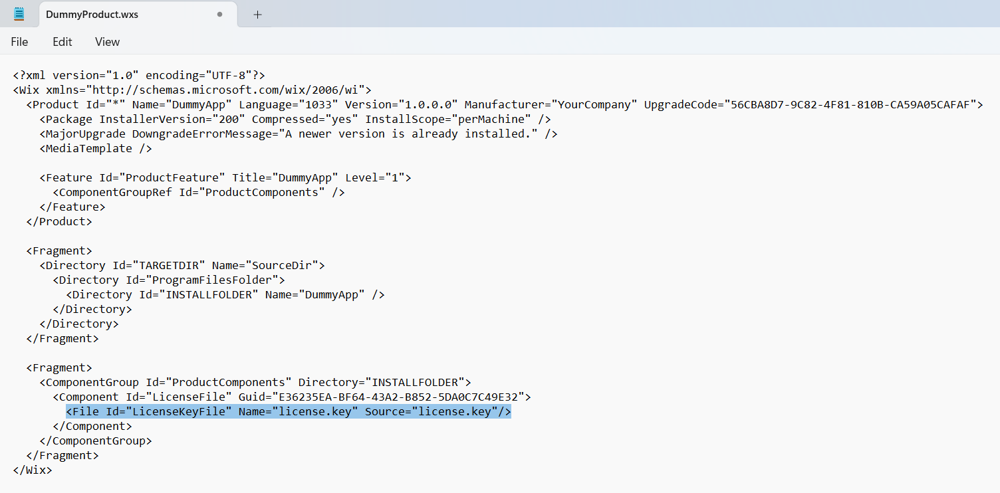 DummyProduct.wxs
File Edit View
<?xml version="1.0" encoding="UTF-8"?>
<Wix xmlns="http://schemas.microsoft.com/wix/2006/wi">
  <Product Id="*" Name="DummyApp" Language="1033" Version="1.0.0.0" Manufacturer="YourCompany" UpgradeCode="56CBA8D7-9C82-4F81-810B-CA59A05CAFAF">
    <Package InstallerVersion="200" Compressed="yes" InstallScope="perMachine" />
    <MajorUpgrade DowngradeErrorMessage="A newer version is already installed." />
    <MediaTemplate />

    <Feature Id="ProductFeature" Title="DummyApp" Level="1">
      <ComponentGroupRef Id="ProductComponents" />
    </Feature>
  </Product>

  <Fragment>
    <Directory Id="TARGETDIR" Name="SourceDir">
      <Directory Id="ProgramFilesFolder">
        <Directory Id="INSTALLFOLDER" Name="DummyApp" />
      </Directory>
    </Directory>
  </Fragment>

  <Fragment>
    <ComponentGroup Id="ProductComponents" Directory="INSTALLFOLDER">
      <Component Id="LicenseFile" Guid="E36235EA-BF64-43A2-B852-5DA0C7C49E32">
        <File Id="LicenseKeyFile" Name="license.key" Source="license.key"/>
      </Component>
    </ComponentGroup>
  </Fragment>
</Wix>